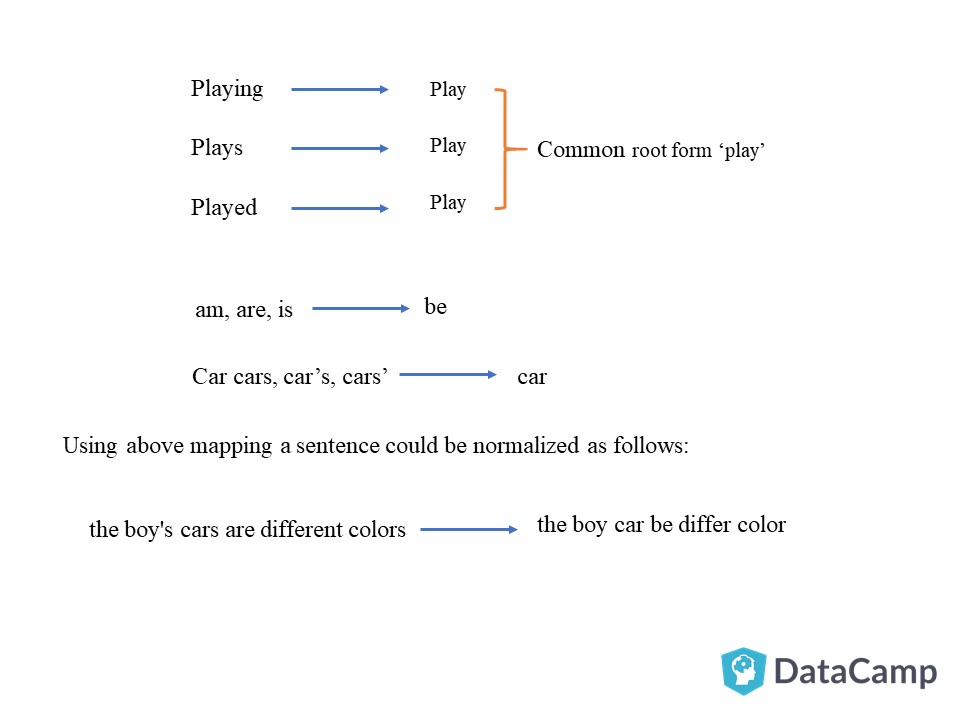 Playing Play
Plays Play Common root form ‘play’
Played Play
am, are, is be
Car cars, car’s, cars’ car
Using above mapping a sentence could be normalized as follows:
the boy's cars are different colors the boy car be differ color
DataCamp